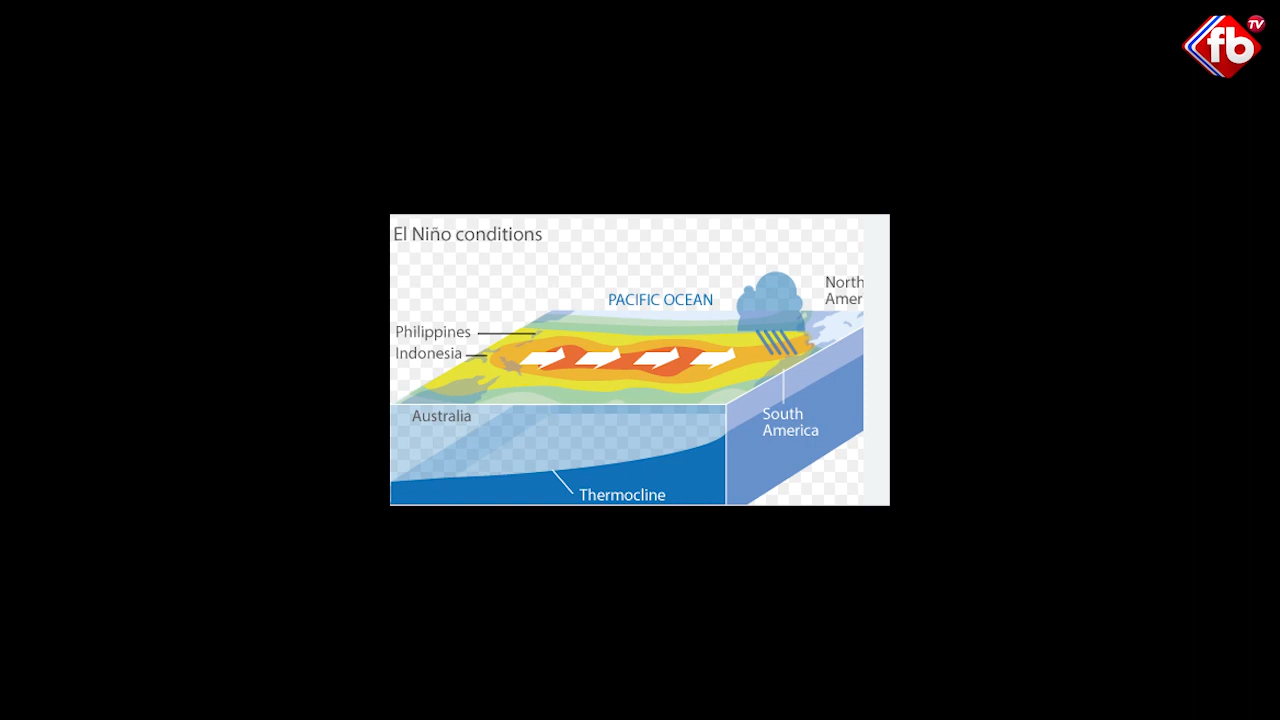 fb TV
El Niño conditions
North
Amer
PACIFIC OCEAN
Philippines
Indonesia
Australia
South
America
Thermocline